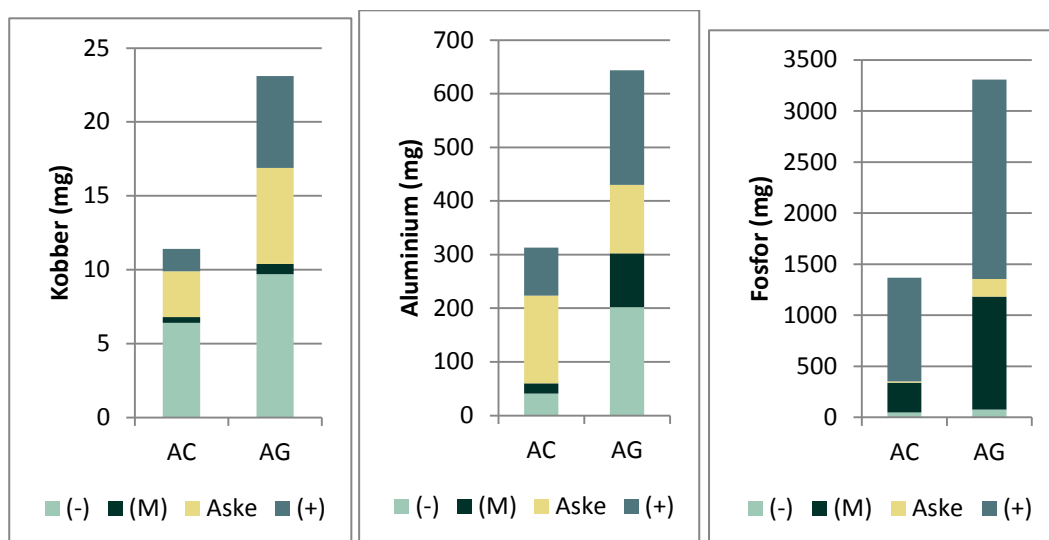 Kobber (mg)
25
20
15
10
5
0
AC AG
(-) (M) Aske (+)
Aluminium (mg)
700
600
500
400
300
200
100
0
AC AG
(-) (M) Aske (+)
Fosfor (mg)
3500
3000
2500
2000
1500
1000
500
0
AC AG
(-) (M) Aske (+)